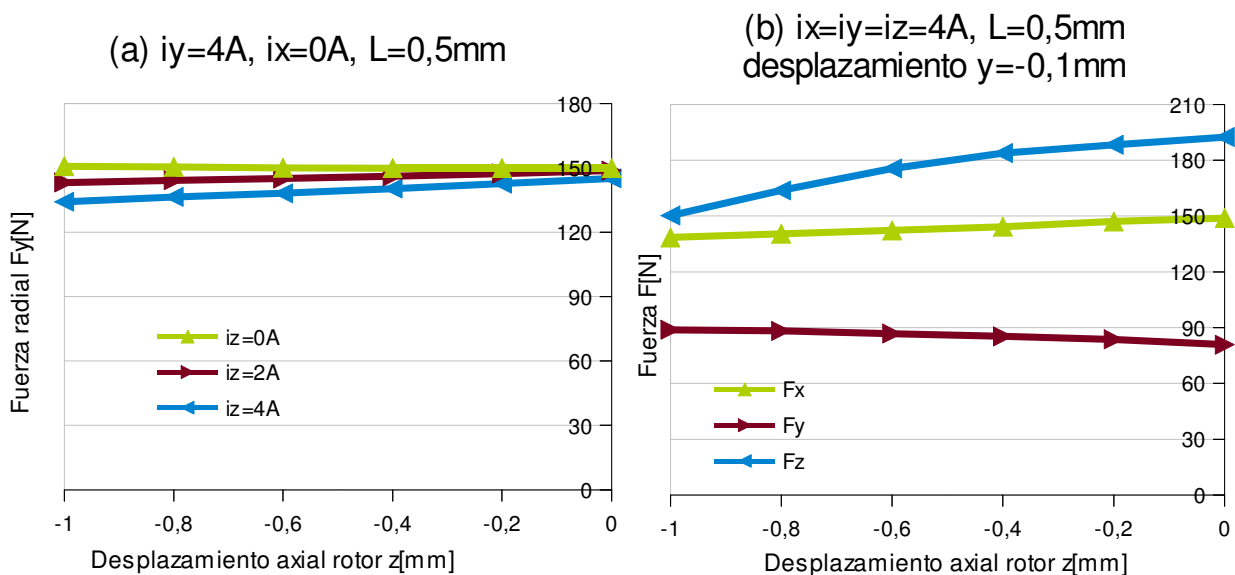 (a) iy=4A, ix=0A, L=0,5mm
180
150
120
90
60
30
0
Fuerza radial Fy[N]
iz=0A
iz=2A
iz=4A
-1
-0,8
-0,6
-0,4
-0,2
0
Desplazamiento axial rotor z[mm]
(b) ix=iy=iz=4A, L=0,5mm
desplazamiento y=-0,1mm
210
180
150
120
90
60
30
0
Fuerza F[N]
Fx
Fy
Fz
-1
-0,8
-0,6
-0,4
-0,2
0
Desplazamiento axial rotor z[mm]